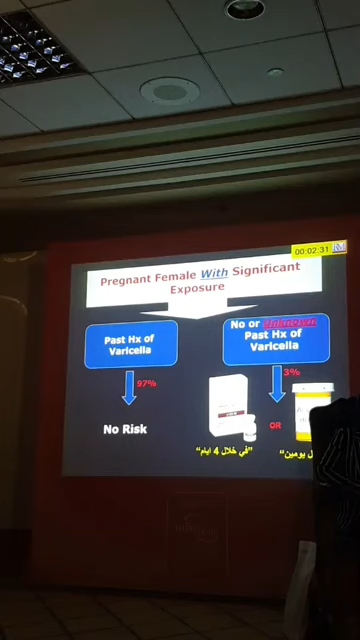 00:02:31
Pregnant Female With Significant
Exposure
Past Hx of
Varicella
No or Unknown
Past Hx of
Varicella
97%
3%
No Risk
OR
"في خلال 4 ايام"
ل يومين"